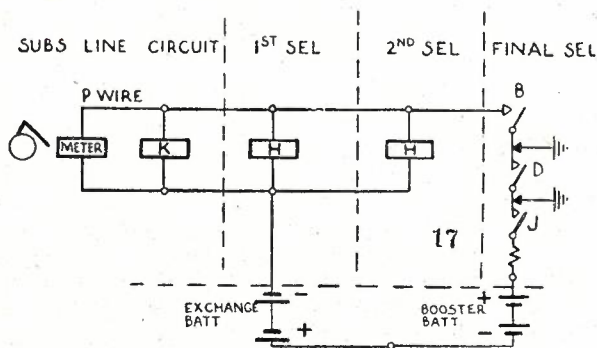 SUBS LINE CIRCUIT
1ST SEL
2ND SEL
FINAL SEL
P WIRE
B
METER
K
H
H
D
J
17
EXCHANGE
BATT
-
+
BOOSTER
BATT
+
-